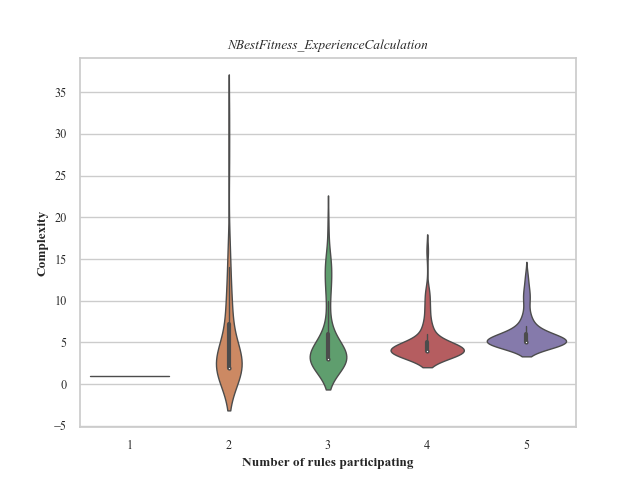 NBestFitness_ExperienceCalculation
Complexity
35
30
25
20
15
10
5
0
−5
1 2 3 4 5
Number of rules participating